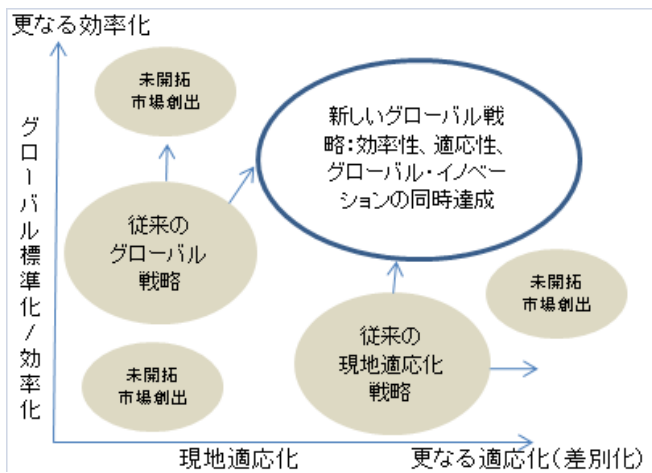 更なる効率化
未開拓
市場創出
新しいグローバル戦
略:効率性、適応性、
グローバル・イノベー
ションの同時達成
グローバル標準化/効率化
従来の
グローバル
戦略
未開拓
市場創出
従来の
現地適応化
戦略
未開拓
市場創出
現地適応化
更なる適応化(差別化)